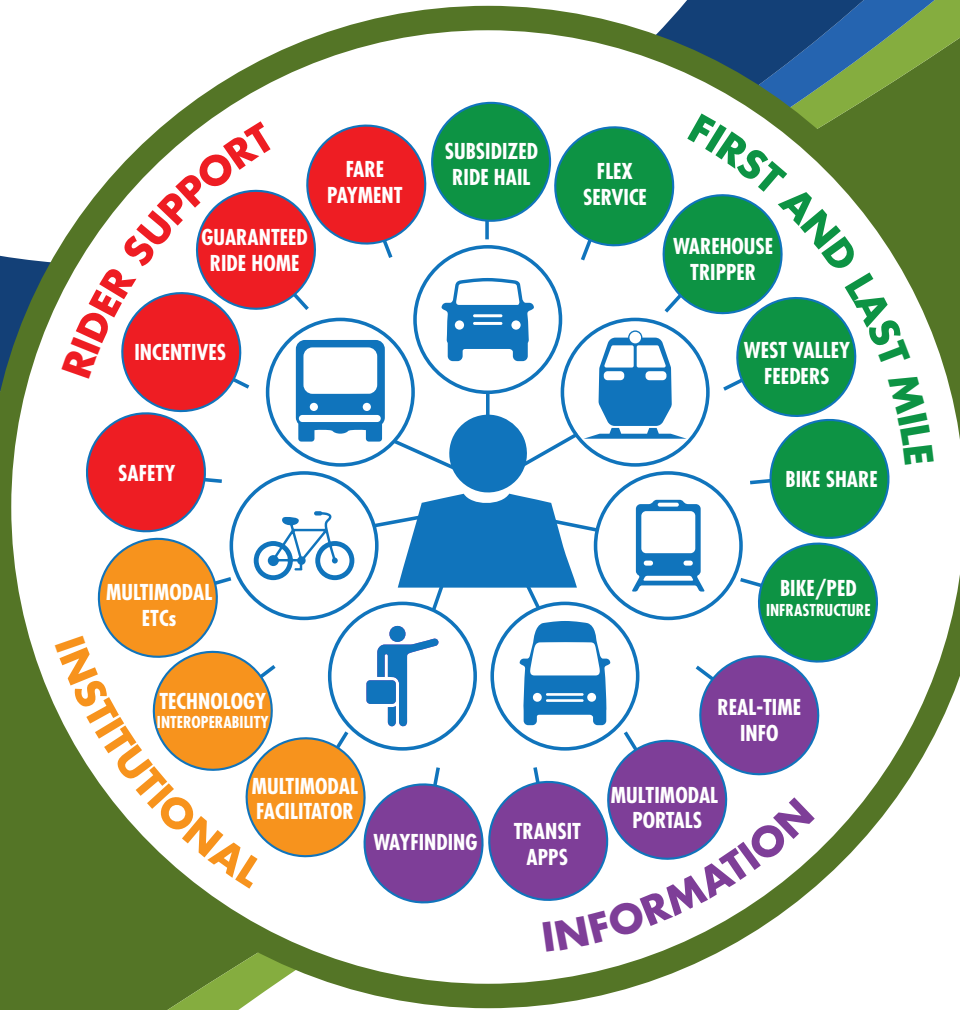 RIDER SUPPORT
FARE
PAYMENT
GUARANTEED
RIDE HOME
INCENTIVES
SAFETY
FIRST AND LAST MILE
SUBSIDIZED
RIDE HAIL
FLEX
SERVICE
WAREHOUSE
TRIPPER
WEST VALLEY
FEEDERS
BIKE SHARE
BIKE/PED
INFRASTRUCTURE
INFORMATION
REAL-TIME
INFO
MULTIMODAL
PORTALS
TRANSIT
APPS
WAYFINDING
INSTITUTIONAL
MULTIMODAL
FACILITATOR
TECHNOLOGY
INTEROPERABILITY
MULTIMODAL
ETCs